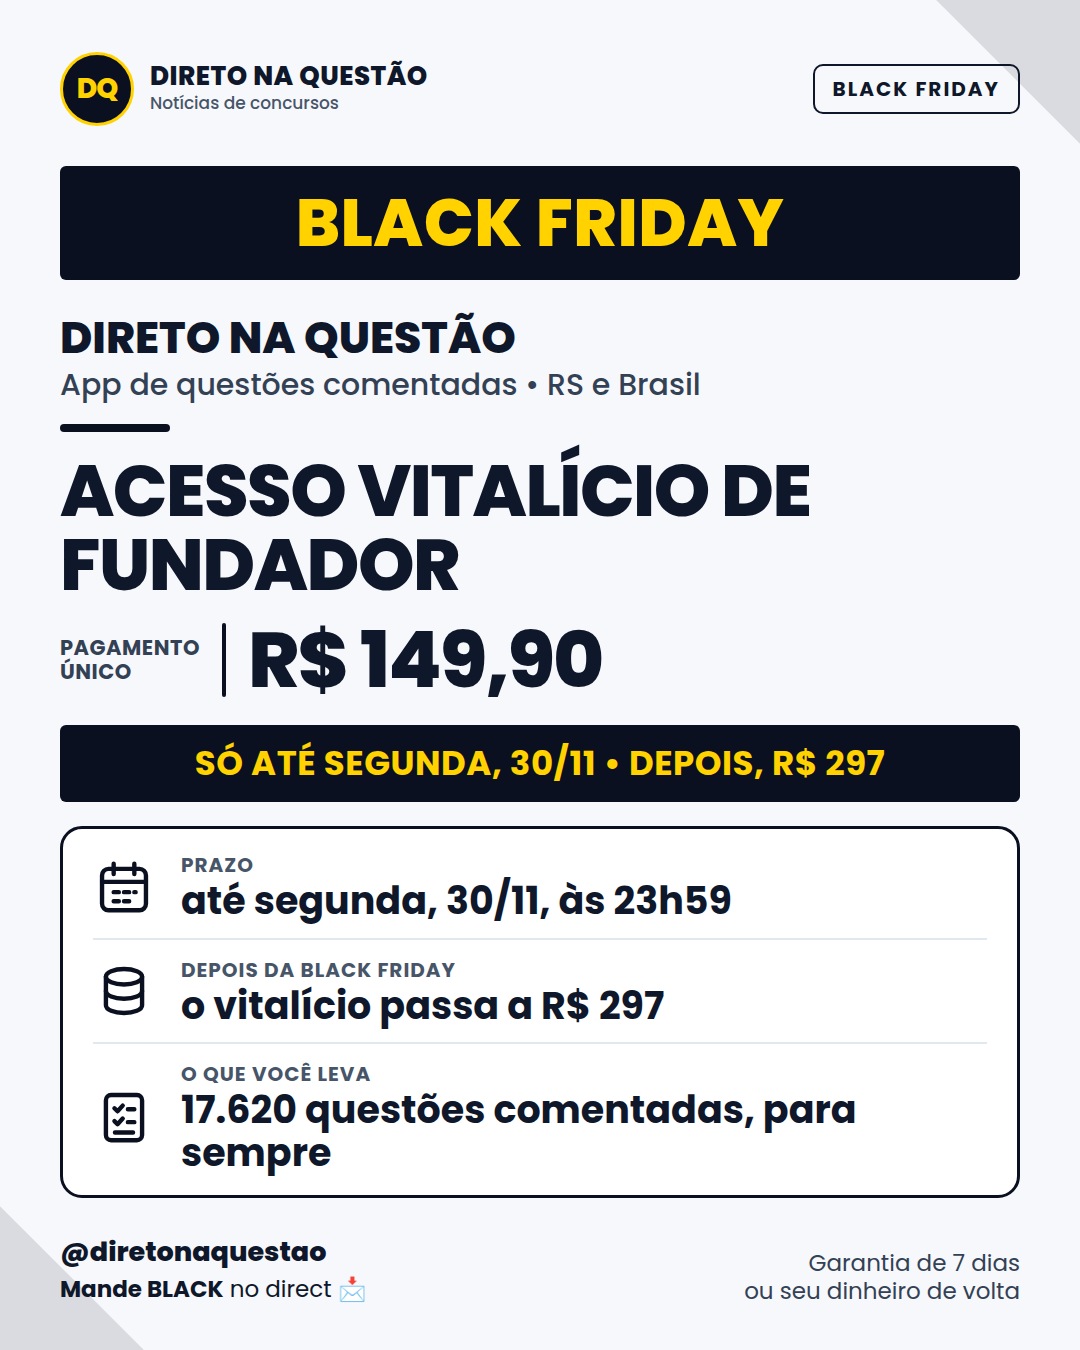 DQ
DIRETO NA QUESTÃO
Notícias de concursos
BLACK FRIDAY
BLACK FRIDAY
DIRETO NA QUESTÃO
App de questões comentadas • RS e Brasil
ACESSO VITALÍCIO DE
FUNDADOR
PAGAMENTO
ÚNICO
R$ 149,90
SÓ ATÉ SEGUNDA, 30/11 • DEPOIS, R$ 297
PRAZO
até segunda, 30/11, às 23h59
DEPOIS DA BLACK FRIDAY
o vitalício passa a R$ 297
O QUE VOCÊ LEVA
17.620 questões comentadas, para
sempre
@diretonaquestao
Mande BLACK no direct 📩
Garantia de 7 dias
ou seu dinheiro de volta